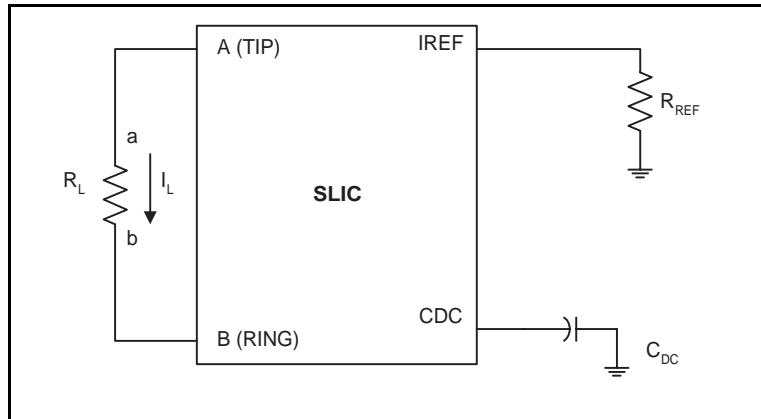 A (TIP)
IREF
R_REF
a
R_L
I_L
SLIC
b
CDC
B (RING)
C_DC